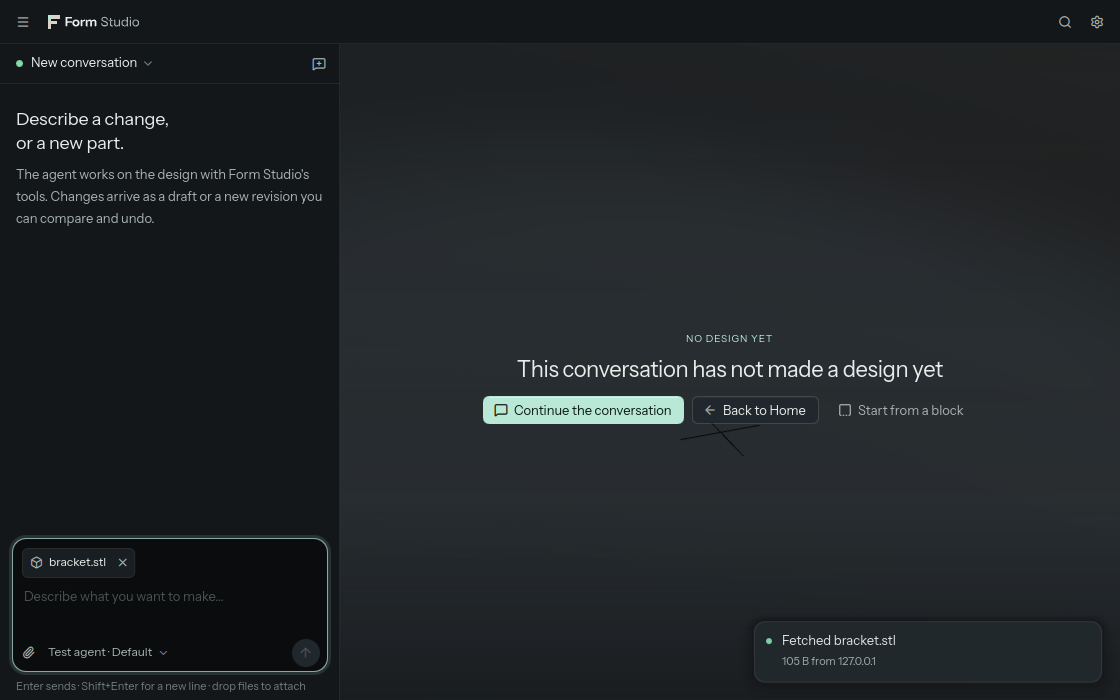 Form Studio
New conversation
Describe a change,
or a new part.
The agent works on the design with Form Studio's
tools. Changes arrive as a draft or a new revision you
can compare and undo.
NO DESIGN YET
This conversation has not made a design yet
Continue the conversation
Back to Home
Start from a block
bracket.stl
Describe what you want to make...
Test agent · Default
Enter sends · Shift+Enter for a new line · drop files to attach
Fetched bracket.stl
105 B from 127.0.0.1